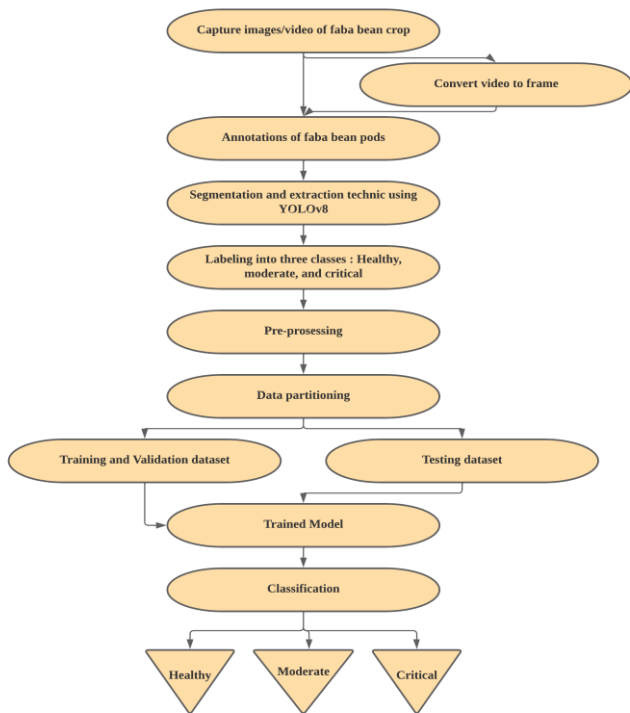 Capture images/video of faba bean crop
Convert video to frame
Annotations of faba bean pods
Segmentation and extraction technic using
YOLOv8
Labeling into three classes : Healthy,
moderate, and critical
Pre-prosessing
Data partitioning
Training and Validation dataset
Testing dataset
Trained Model
Classification
Healthy
Moderate
Critical